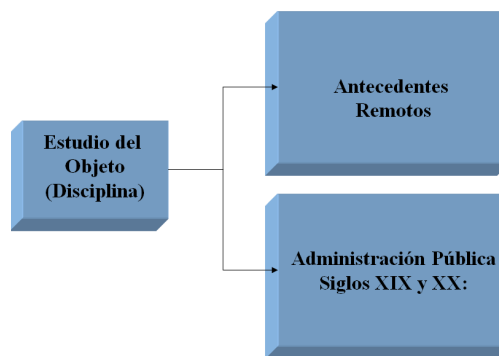 Estudio del
Objeto
(Disciplina)
Antecedentes
Remotos
Administración Pública
Siglos XIX y XX: